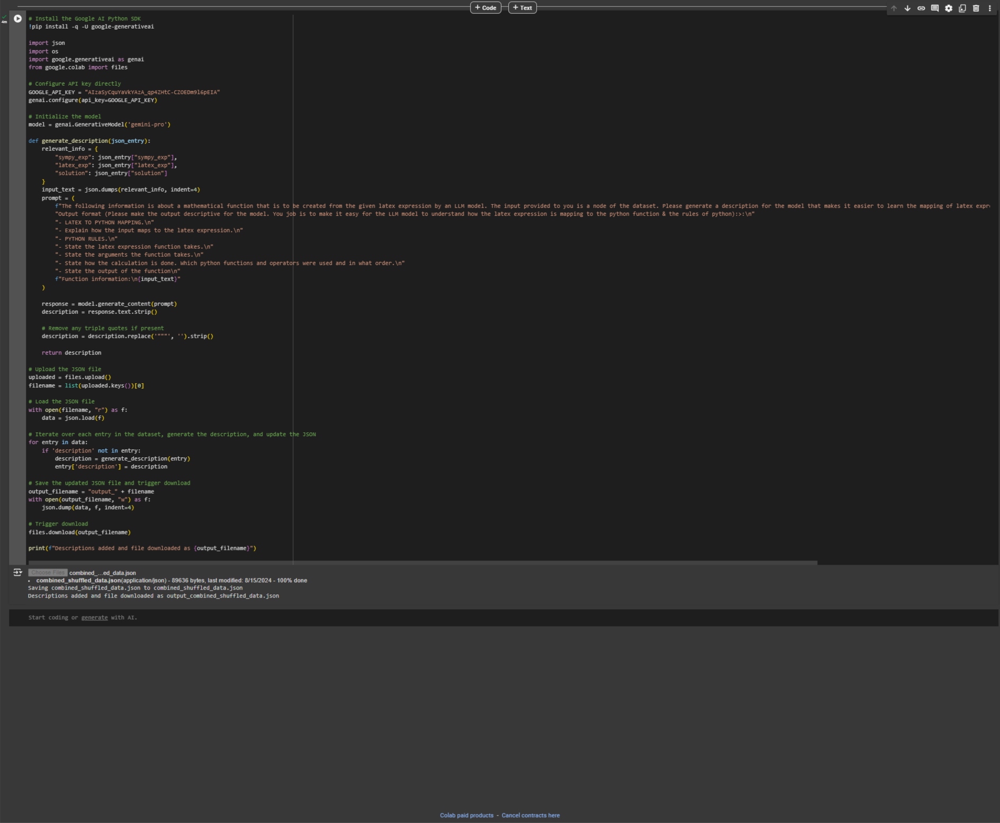 + Code + Text
4m
# Install the Google AI Python SDK
!pip install -q -U google-generativeai
import json
import os
import google.generativeai as genai
from google.colab import files
# Configure API key directly
GOOGLE_API_KEY = "AIzaSyCquYaVkYAzA_qp4ZHtC-CZOEDm9l6pEIA"
genai.configure(api_key=GOOGLE_API_KEY)
# Initialize the model
model = genai.GenerativeModel('gemini-pro')
def generate_description(json_entry):
    relevant_info = {
        "sympy_exp": json_entry["sympy_exp"],
        "latex_exp": json_entry["latex_exp"],
        "solution": json_entry["solution"]
    }
    input_text = json.dumps(relevant_info, indent=4)
    prompt = (
        f"The following information is about a mathematical function that is to be created from the given latex expression by an LLM model. The input provided to you is a node of the dataset. Please generate a description for the model that makes it easier to learn the mapping of latex expr
        "Output format (Please make the output descriptive for the model. You job is to make it easy for the LLM model to understand how the latex expression is mapping to the python function & the rules of python):>:\n"
        "- LATEX TO PYTHON MAPPING.\n"
        "- Explain how the input maps to the latex expression.\n"
        "- PYTHON RULES.\n"
        "- State the latex expression function takes.\n"
        "- State the arguments the function takes.\n"
        "- State how the calculation is done. Which python functions and operators were used and in what order.\n"
        "- State the output of the function\n"
        f"Function information:\n{input_text}"
    )
    response = model.generate_content(prompt)
    description = response.text.strip()
    # Remove any triple quotes if present
    description = description.replace('"""', '').strip()
    return description
# Upload the JSON file
uploaded = files.upload()
filename = list(uploaded.keys())[0]
# Load the JSON file
with open(filename, "r") as f:
    data = json.load(f)
# Iterate over each entry in the dataset, generate the description, and update the JSON
for entry in data:
    if 'description' not in entry:
        description = generate_description(entry)
        entry['description'] = description
# Save the updated JSON file and trigger download
output_filename = "output_" + filename
with open(output_filename, "w") as f:
    json.dump(data, f, indent=4)
# Trigger download
files.download(output_filename)
print(f"Descriptions added and file downloaded as {output_filename}")
Choose Files combined_...ed_data.json
• combined_shuffled_data.json(application/json) - 89636 bytes, last modified: 8/15/2024 - 100% done
Saving combined_shuffled_data.json to combined_shuffled_data.json
Descriptions added and file downloaded as output_combined_shuffled_data.json
Start coding or generate with AI.
Colab paid products - Cancel contracts here